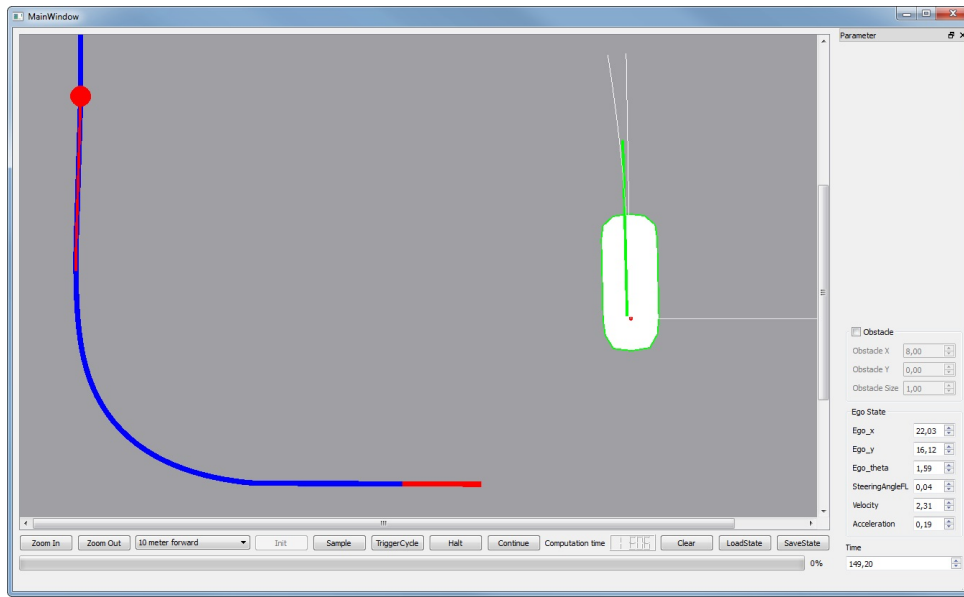 MainWindow
Parameter
Obstacle
Obstacle X 8,00
Obstacle Y 0,00
Obstacle Size 1,00
Ego State
Ego_x 22,03
Ego_y 16,12
Ego_theta 1,59
SteeringAngleFL 0,04
Velocity 2,31
Acceleration 0,19
Zoom In Zoom Out 10 meter forward Init Sample TriggerCycle Halt Continue Computation time Clear LoadState SaveState
Time
0%
149,20